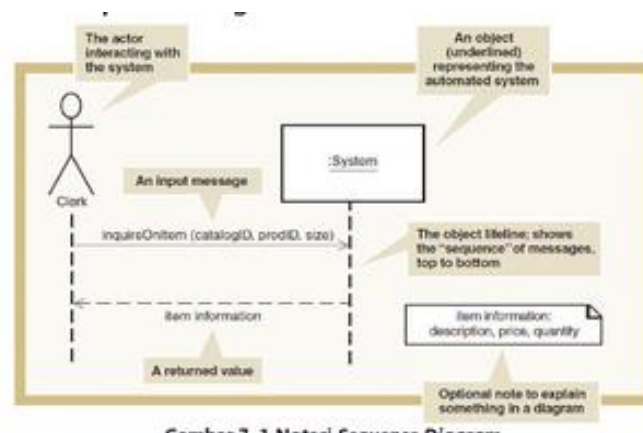 The actor
interacting with
the system
An object
(underlined)
representing the
automated system
:System
An input message
Clerk
inquireOnItem (catalogID, prodID, size)
The object lifeline; shows
the "sequence" of messages,
top to bottom
item information
item information:
description, price, quantity
A returned value
Optional note to explain
something in a diagram